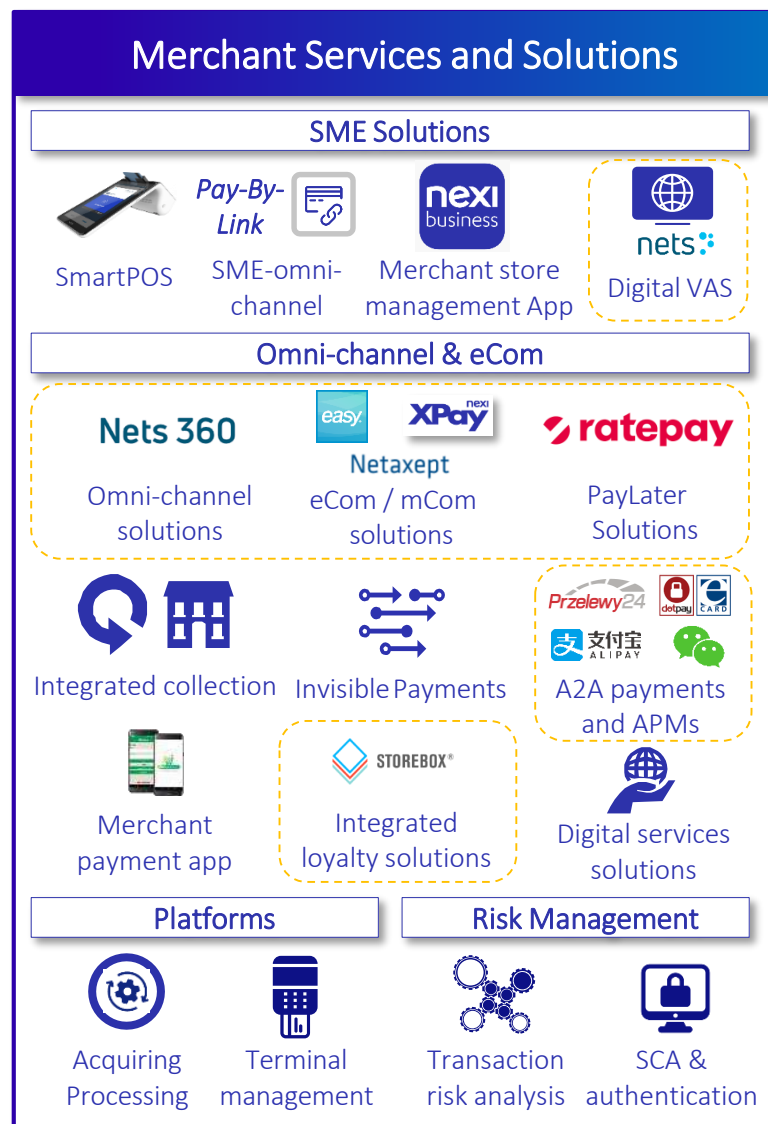 Merchant Services and Solutions
SME Solutions
Pay-By-
Link
nexi
business
nets
SmartPOS
SME-omni-
channel
Merchant store
management App
Digital VAS
Omni-channel & eCom
Nets 360
easy.
XPay nexi
Netaxept
ratepay
Omni-channel
solutions
eCom / mCom
solutions
PayLater
Solutions
Przelewy24
dotpay
e
CARD
支 支付宝
ALIPAY
Integrated collection
Invisible Payments
A2A payments
and APMs
STOREBOX®
Merchant
payment app
Integrated
loyalty solutions
Digital services
solutions
Platforms
Risk Management
Acquiring
Processing
Terminal
management
Transaction
risk analysis
SCA &
authentication